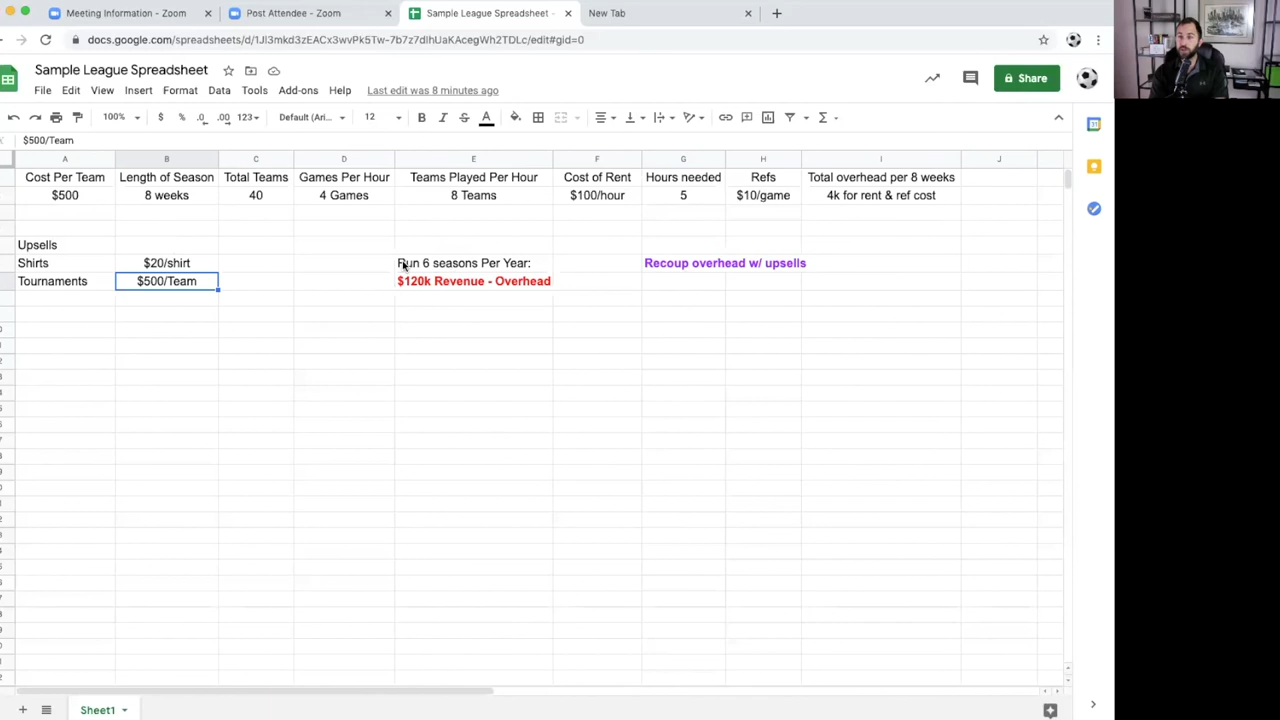 Meeting Information - Zoom
Post Attendee - Zoom
Sample League Spreadsheet -
New Tab
docs.google.com/spreadsheets/d/1Jl3mkd3zEACx3wvPk5Tw-7b7z7dlhUaKAcegWh2TDLc/edit#gid=0
Sample League Spreadsheet
File Edit View Insert Format Data Tools Add-ons Help Last edit was 8 minutes ago
Share
100% $ % .0 .00 123 Default (Ari... 12 B I S A
$500/Team
A B C D E F G H I J
Cost Per Team Length of Season Total Teams Games Per Hour Teams Played Per Hour Cost of Rent Hours needed Refs Total overhead per 8 weeks
$500 8 weeks 40 4 Games 8 Teams $100/hour 5 $10/game 4k for rent & ref cost
Upsells
Shirts $20/shirt Run 6 seasons Per Year: Recoup overhead w/ upsells
Tournaments $500/Team $120k Revenue - Overhead
Sheet1